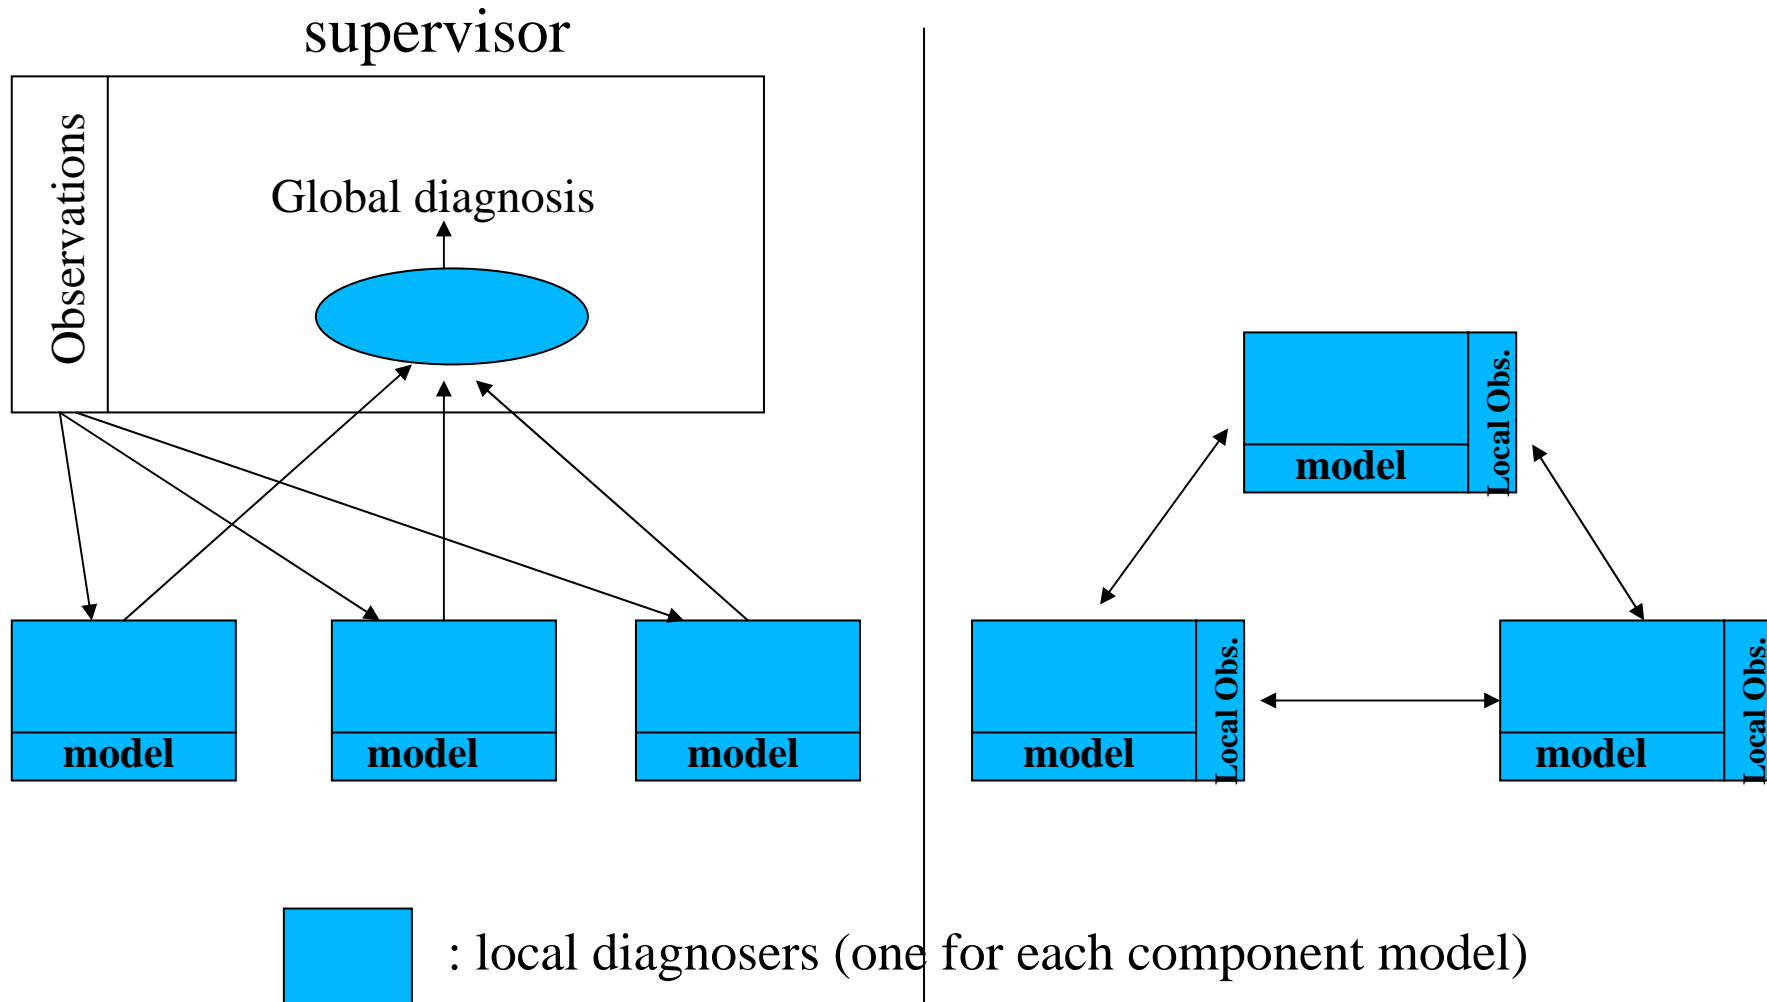 supervisor
Observations
Global diagnosis
model
model
model
model
Local Obs.
model
Local Obs.
model
Local Obs.
: local diagnosers (one for each component model)